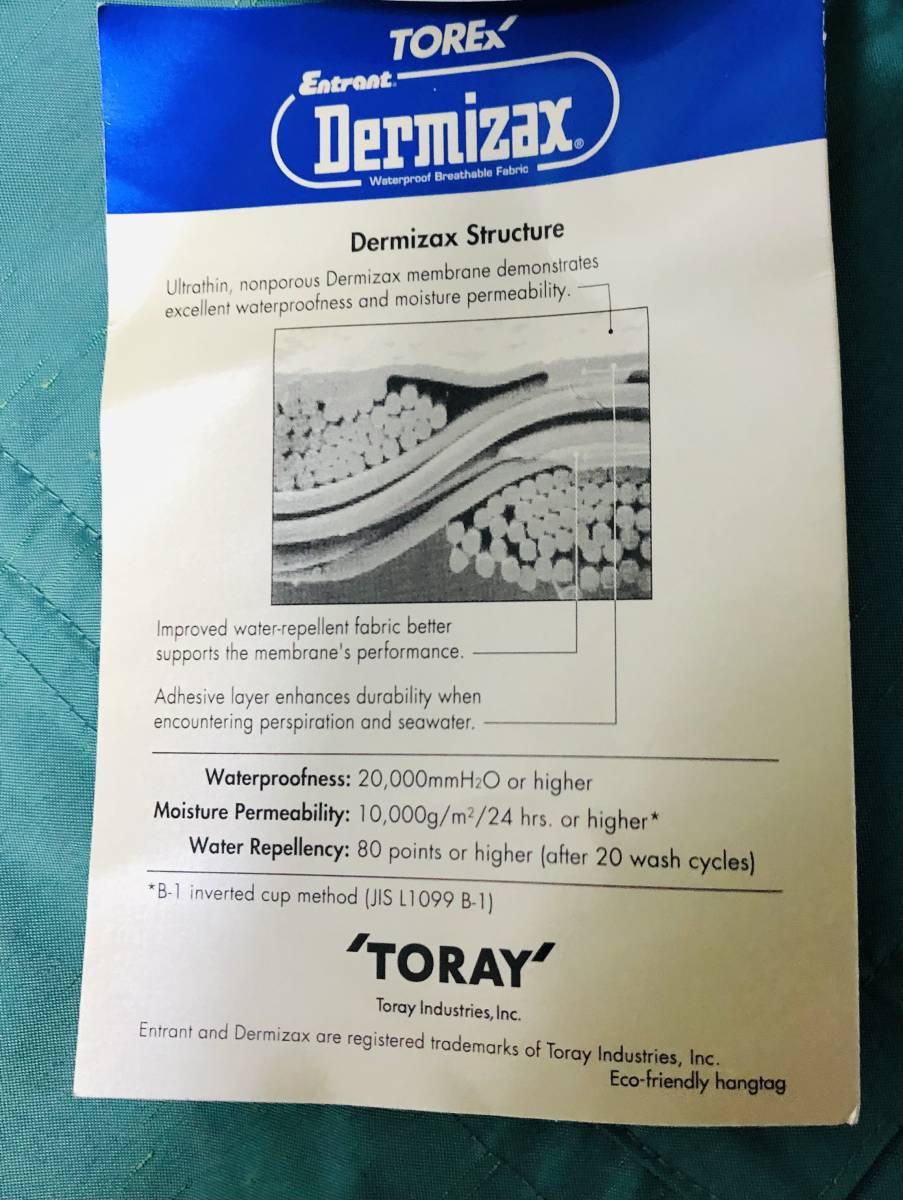 TOREX
Entrant®
Dermizax®
Waterproof Breathable Fabric
Dermizax Structure
Ultrathin, nonporous Dermizax membrane demonstrates
excellent waterproofness and moisture permeability.
Improved water-repellent fabric better
supports the membrane's performance.
Adhesive layer enhances durability when
encountering perspiration and seawater.
Waterproofness: 20,000mmH₂O or higher
Moisture Permeability: 10,000g/m²/24 hrs. or higher*
Water Repellency: 80 points or higher (after 20 wash cycles)
*B-1 inverted cup method (JIS L1099 B-1)
'TORAY'
Toray Industries, Inc.
Entrant and Dermizax are registered trademarks of Toray Industries, Inc.
Eco-friendly hangtag